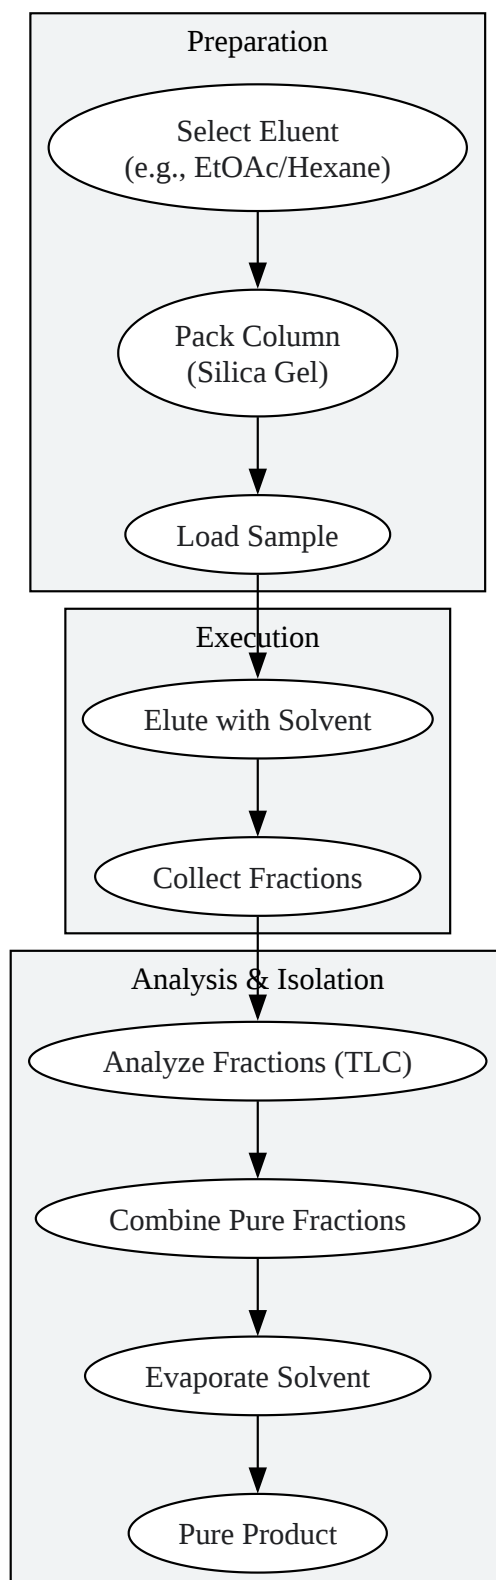 Preparation
Select Eluent
(e.g., EtOAc/Hexane)
Pack Column
(Silica Gel)
Load Sample
Execution
Elute with Solvent
Collect Fractions
Analysis & Isolation
Analyze Fractions (TLC)
Combine Pure Fractions
Evaporate Solvent
Pure Product